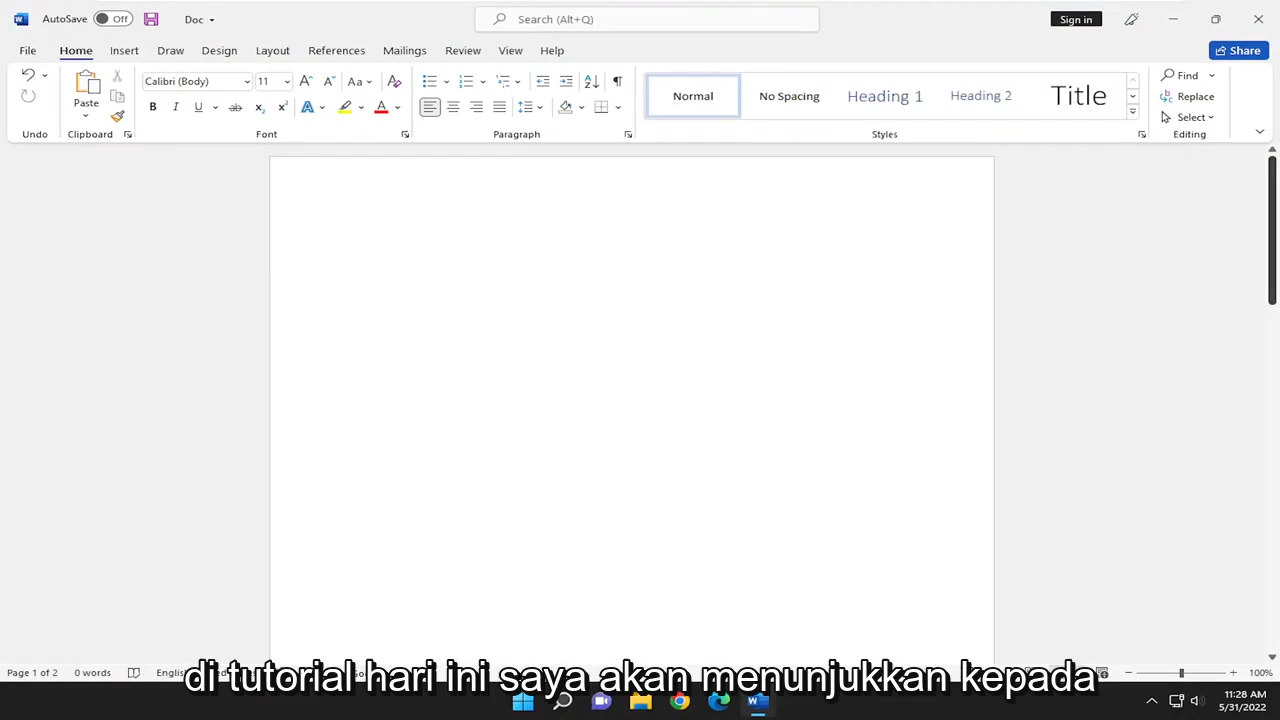 AutoSave Off Doc Search (Alt+Q) Sign in
File Home Insert Draw Design Layout References Mailings Review View Help Share
Paste Calibri (Body) 11 Aa Normal No Spacing Heading 1 Heading 2 Title Find
Replace
Select
Undo Clipboard Font Paragraph Styles Editing
Page 1 of 2 0 words 100%
di tutorial hari ini saya akan menunjukkan kepada
11:28 AM
5/31/2022